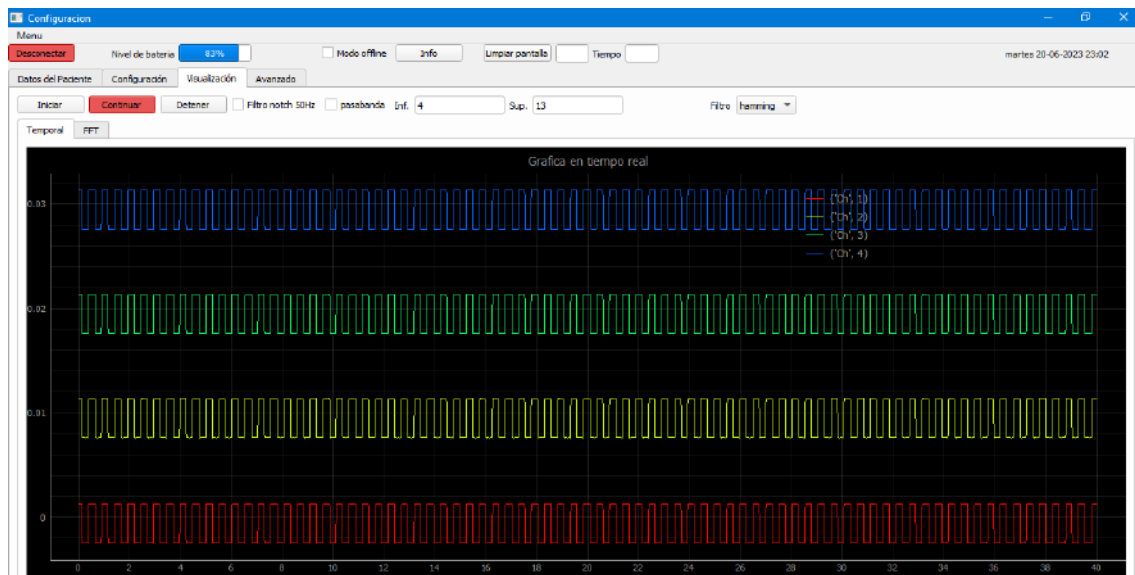 Configuracion
Menu
Desconectar Nivel de bateria 83% Modo offline Info Limpiar pantalla Tiempo martes 20-06-2023 23:02
Datos del Paciente Configuración Visualización Avanzado
Iniciar Continuar Detener Filtro notch 50Hz pasabanda Inf. 4 Sup. 13 Filtro hamming
Temporal FFT
Grafica en tiempo real
('Ch', 1)
0.03
('Ch', 2)
('Ch', 3)
('Ch', 4)
0.02
0.01
0
0 2 4 6 8 10 12 14 16 18 20 22 24 26 28 30 32 34 36 38 40